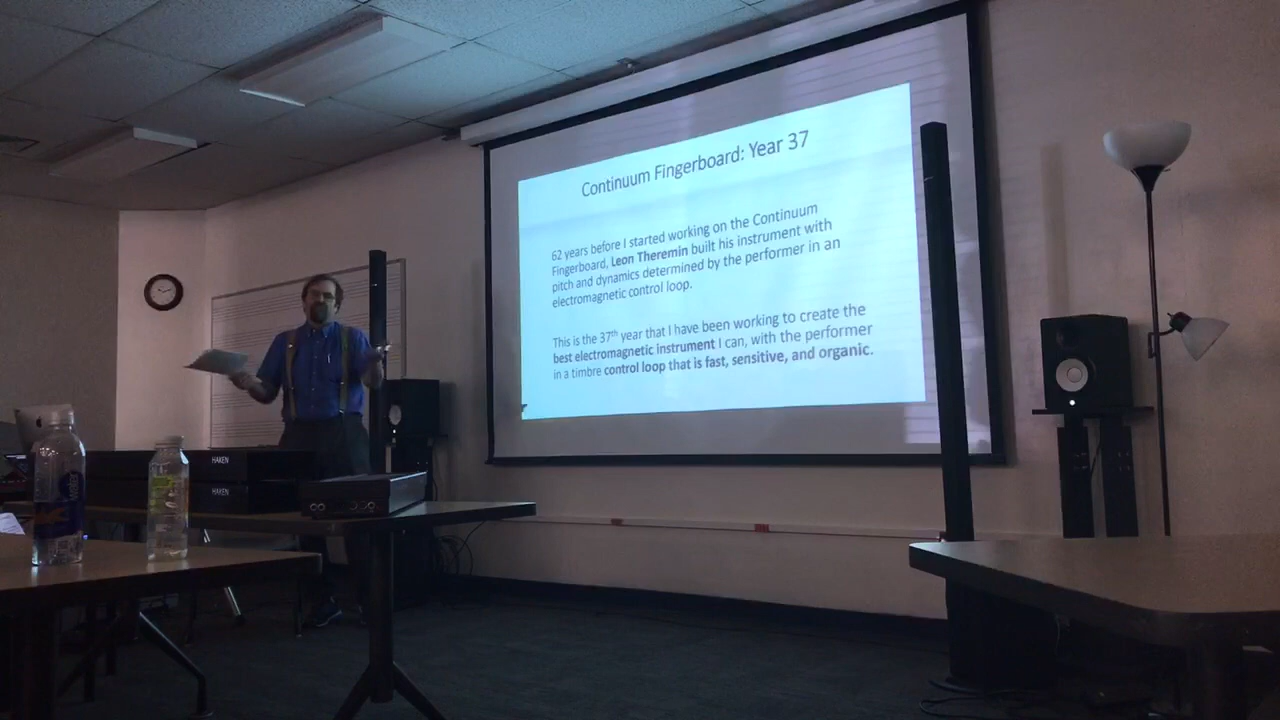 Continuum Fingerboard: Year 37
62 years before I started working on the Continuum
Fingerboard, Leon Theremin built his instrument with
pitch and dynamics determined by the performer in an
electromagnetic control loop.
This is the 37th year that I have been working to create the
best electromagnetic instrument I can, with the performer
in a timbre control loop that is fast, sensitive, and organic.
HAKEN
HAKEN